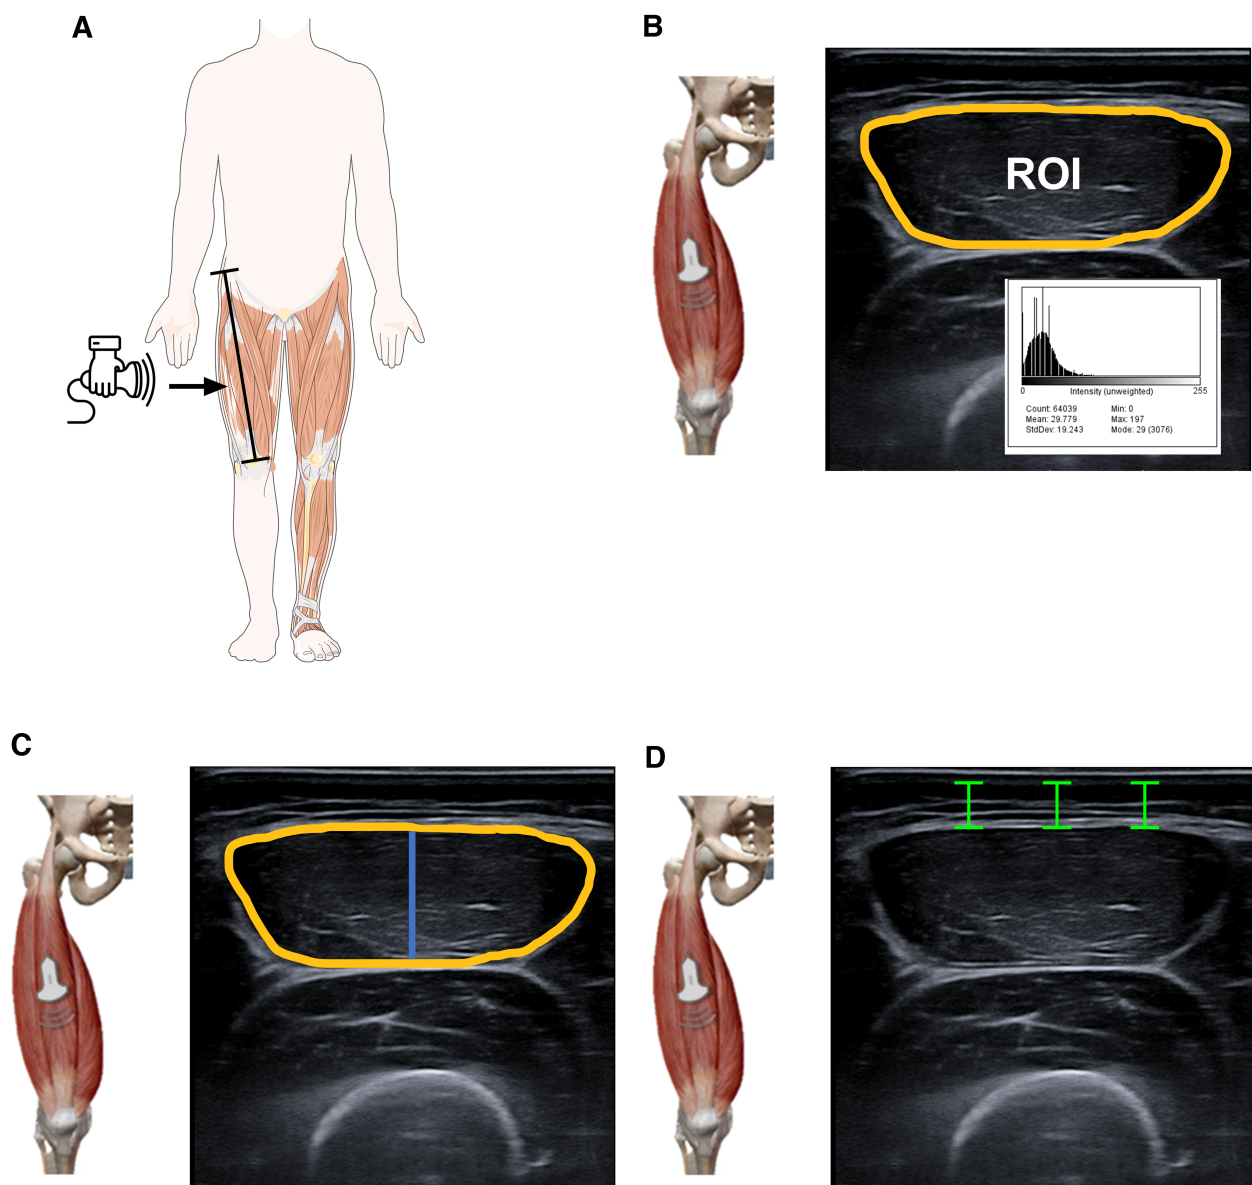 A
B
ROI
0
255
Intensity (unweighted)
Count: 64039
Min: 0
Mean: 29.779
Max: 197
StdDev: 19.243
Mode: 29 (3076)
C
D